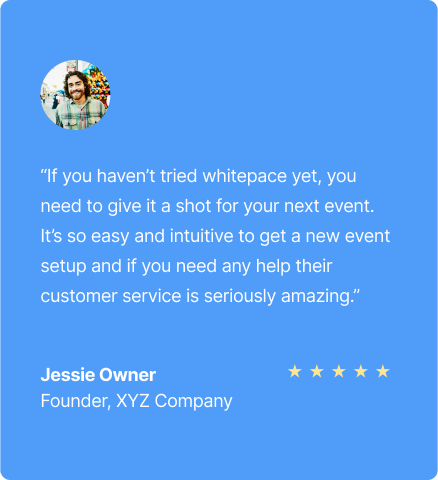 “If you haven’t tried whitepace yet, you
need to give it a shot for your next event.
It’s so easy and intuitive to get a new event
setup and if you need any help their
customer service is seriously amazing.”
Jessie Owner
Founder, XYZ Company